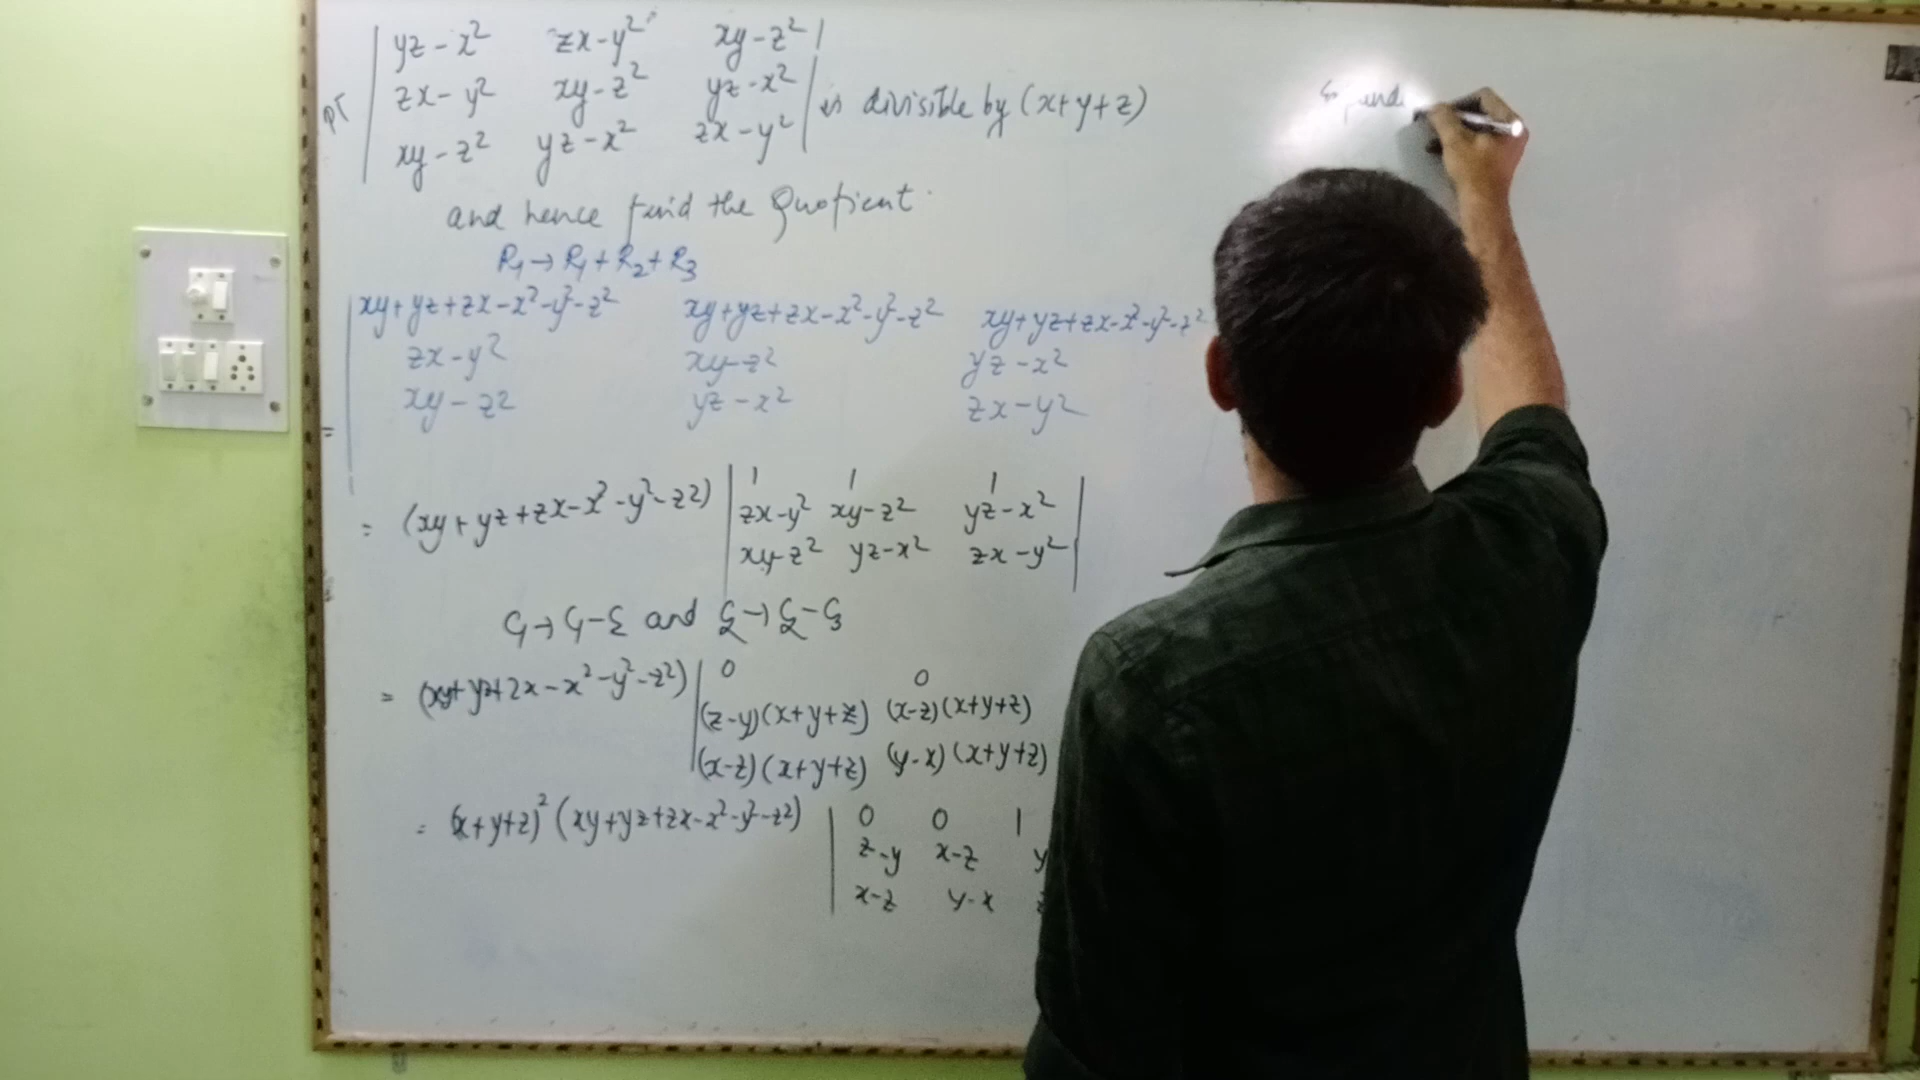 PT | yz - x² zx - y² xy - z² |
| zx - y² xy - z² yz - x² | is divisible by (x+y+z)
| xy - z² yz - x² zx - y² |
and hence find the Quotient.
R₁ → R₁ + R₂ + R₃
| xy+yz+zx-x²-y²-z² xy+yz+zx-x²-y²-z² xy+yz+zx-x²-y²-z²
zx - y² xy - z² yz - x²
= | xy - z² yz - x² zx - y²
= (xy+yz+zx-x²-y²-z²) | 1 1 1 |
| zx-y² xy-z² yz-x² |
| xy-z² yz-x² zx-y² |
C₁ → C₁-C₂ and C₂ → C₂-C₃
= (xy+yz+zx-x²-y²-z²) | 0 0
| (z-y)(x+y+z) (x-z)(x+y+z)
| (x-z)(x+y+z) (y-x)(x+y+z)
= (x+y+z)² (xy+yz+zx-x²-y²-z²) | 0 0 1
| z-y x-z y
| x-z y-x z